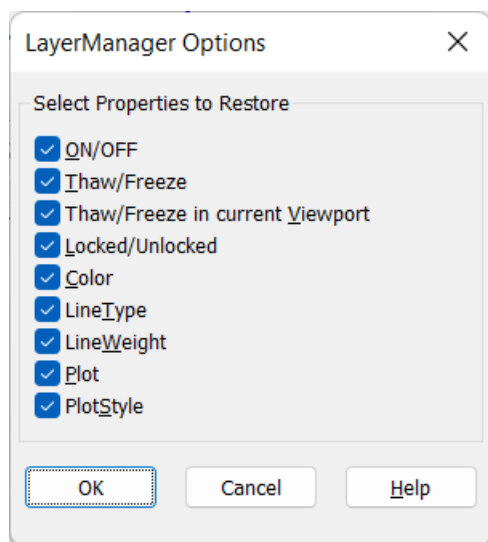 LayerManager Options
Select Properties to Restore
ON/OFF
Thaw/Freeze
Thaw/Freeze in current Viewport
Locked/Unlocked
Color
LineType
LineWeight
Plot
PlotStyle
OK Cancel Help